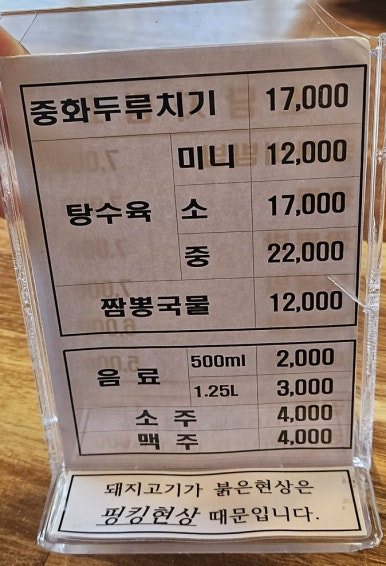 중화두루치기 17,000
미니 12,000
탕수육 소 17,000
중 22,000
짬뽕국물 12,000
음료 500ml 2,000
1.25L 3,000
소주 4,000
맥주 4,000
돼지고기가 붉은현상은
핑킹현상 때문입니다.